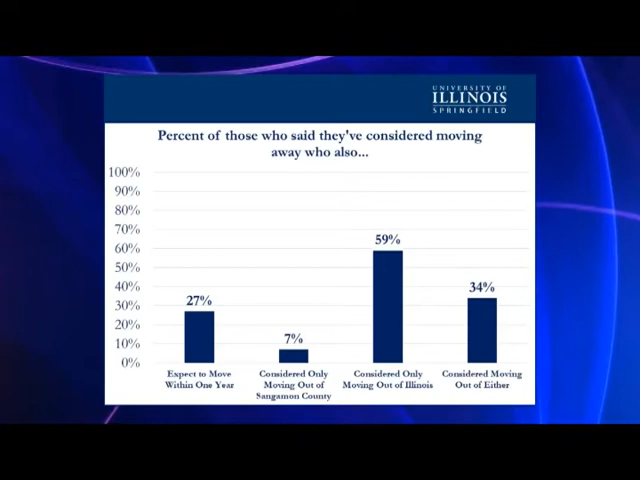 UNIVERSITY OF
ILLINOIS
SPRINGFIELD
Percent of those who said they've considered moving
away who also...
100%
90%
80%
70%
60%
50%
40%
30%
20%
10%
0%
27%
7%
59%
34%
Expect to Move
Within One Year
Considered Only
Moving Out of
Sangamon County
Considered Only
Moving Out of Illinois
Considered Moving
Out of Either